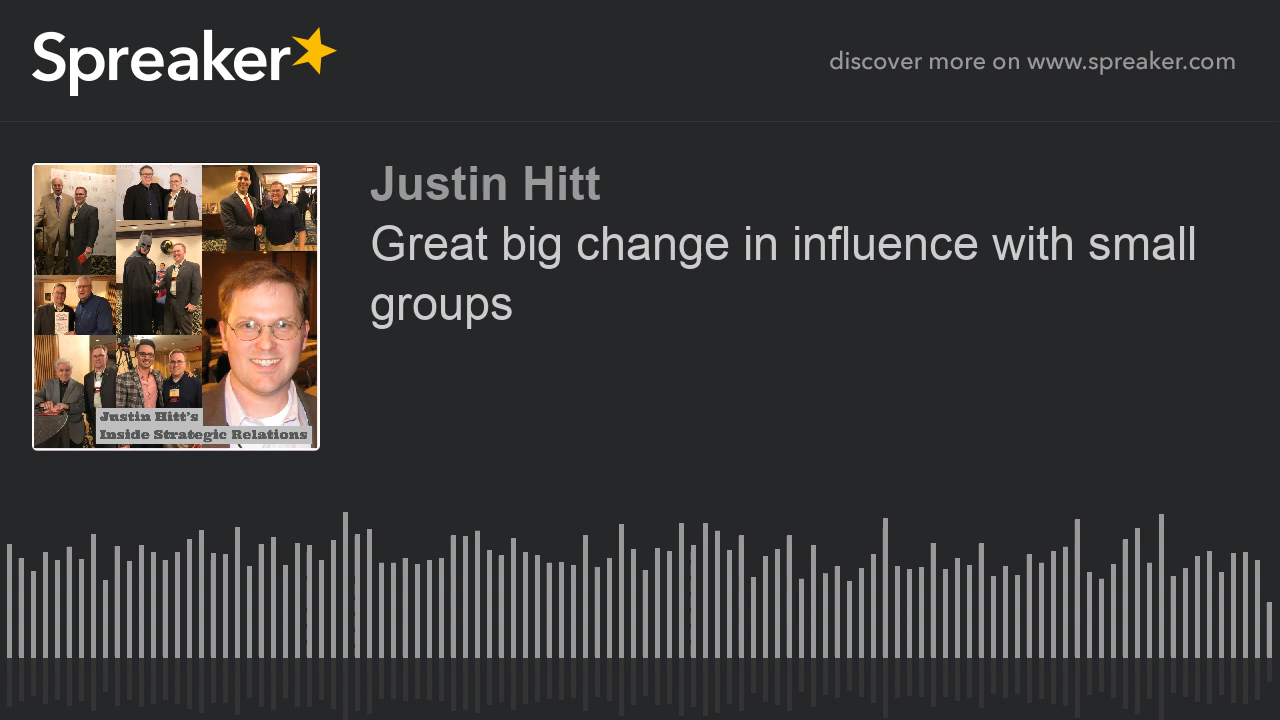 Spreaker
discover more on www.spreaker.com
Justin Hitt
Great big change in influence with small
groups
Justin Hitt's
Inside Strategic Relations